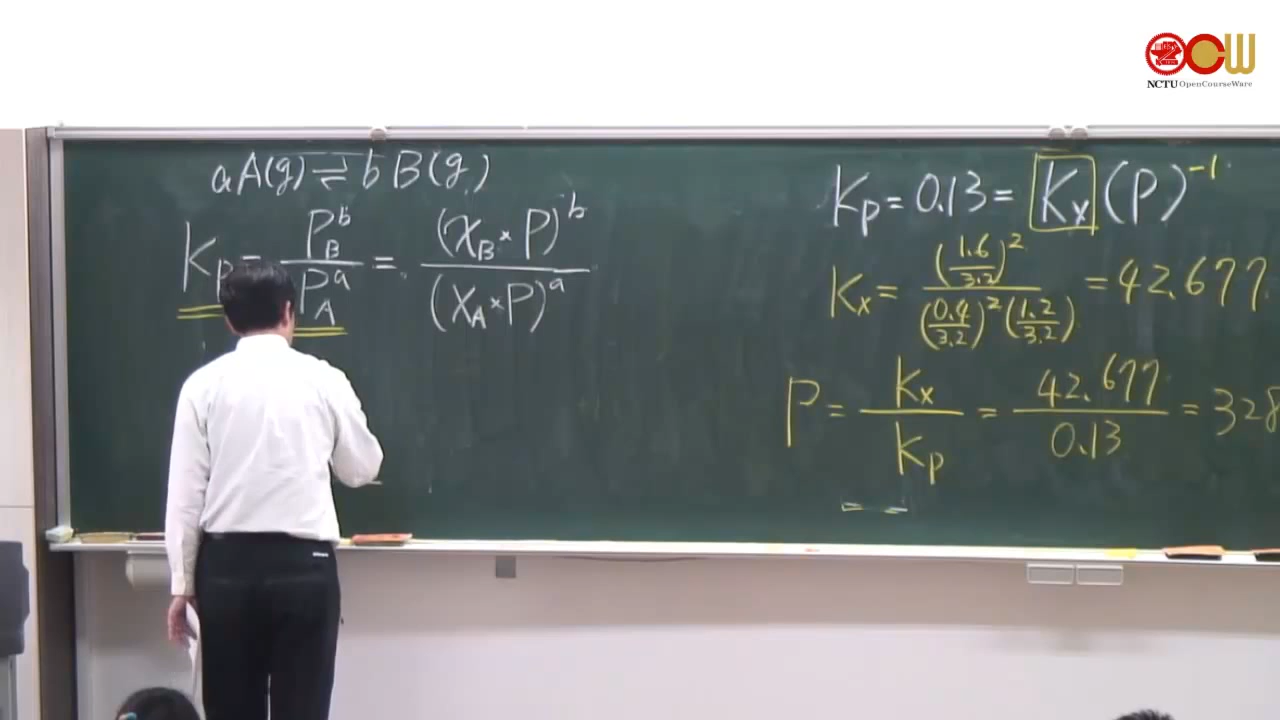 NCTU OpenCourseWare
aA(g) ⇌ bB(g)
Kp = P_B^b / P_A^a = (X_B × P)^b / (X_A × P)^a
Kp = 0.13 = Kx (P)^-1
Kx = (1.6/3.2)^2 / (0.4/3.2)^2 (1.2/3.2) = 42.677
P = Kx / Kp = 42.677 / 0.13 = 328